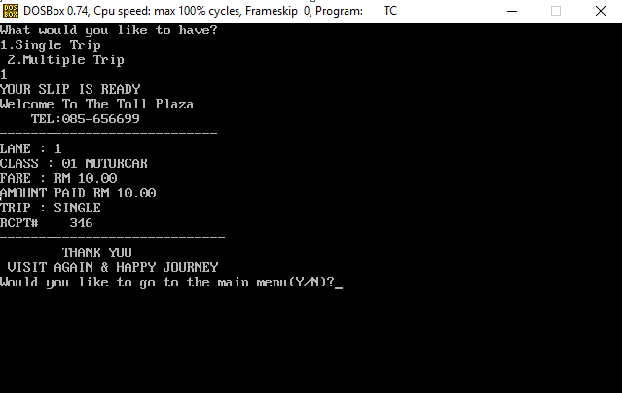 DOS
BOX
DOSBox 0.74, Cpu speed: max 100% cycles, Frameskip 0, Program: TC
What would you like to have?
1.Single Trip
2.Multiple Trip
1
YOUR SLIP IS READY
Welcome To The Toll Plaza
TEL:085-656699
----------------------------
LANE : 1
CLASS : 01 MOTORCAR
FARE : RM 10.00
AMOUNT PAID RM 10.00
TRIP : SINGLE
RCPT# 346
-----------------------------
THANK YOU
VISIT AGAIN & HAPPY JOURNEY
Would you like to go to the main menu(Y/N)?_